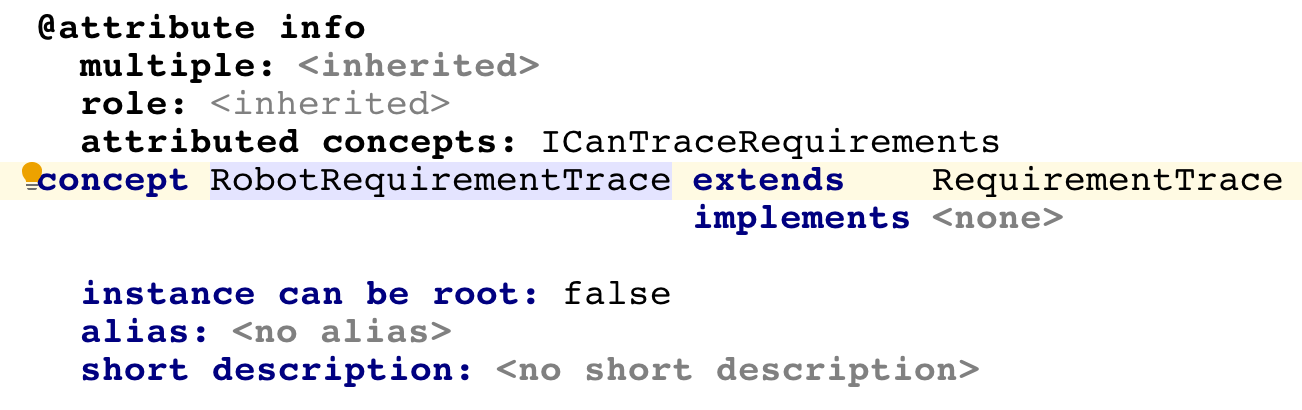 @attribute info
multiple: <inherited>
role: <inherited>
attributed concepts: ICanTraceRequirements
concept RobotRequirementTrace extends RequirementTrace
implements <none>
instance can be root: false
alias: <no alias>
short description: <no short description>